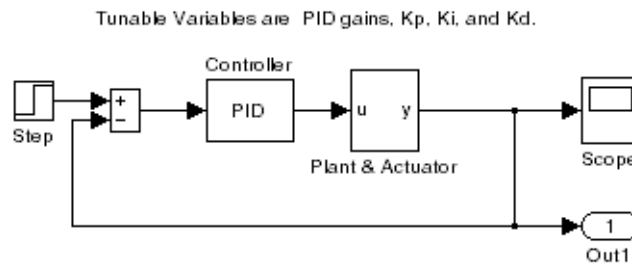 Tunable Variables are PID gains, Kp, Ki, and Kd.
Controller
+
−
PID
u y
Step
Plant & Actuator
Scope
1
Out1